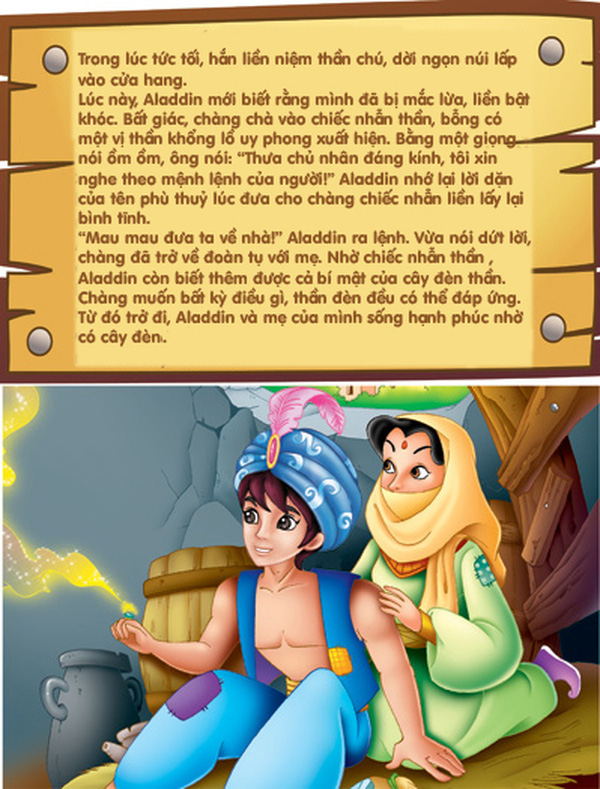 Trong lúc tức tối, hắn liền niệm thần chú, dời ngọn núi lấp
vào cửa hang.
Lúc này, Aladdin mới biết rằng mình đã bị mắc lừa, liền bật
khóc. Bất giác, chàng chà vào chiếc nhẫn thần, bỗng có
một vị thần khổng lồ uy phong xuất hiện. Bằng một giọng
nói ồm ồm, ông nói: “Thưa chủ nhân đáng kính, tôi xin
nghe theo mệnh lệnh của người!” Aladdin nhớ lại lời dặn
của tên phù thuỷ lúc đưa cho chàng chiếc nhẫn liền lấy lại
bình tĩnh.
“Mau mau đưa ta về nhà!” Aladdin ra lệnh. Vừa nói dứt lời,
chàng đã trở về đoàn tụ với mẹ. Nhờ chiếc nhẫn thần ,
Aladdin còn biết thêm được cả bí mật của cây đèn thần.
Chàng muốn bất kỳ điều gì, thần đèn đều có thể đáp ứng.
Từ đó trở đi, Aladdin và mẹ của mình sống hạnh phúc nhờ
có cây đèn.